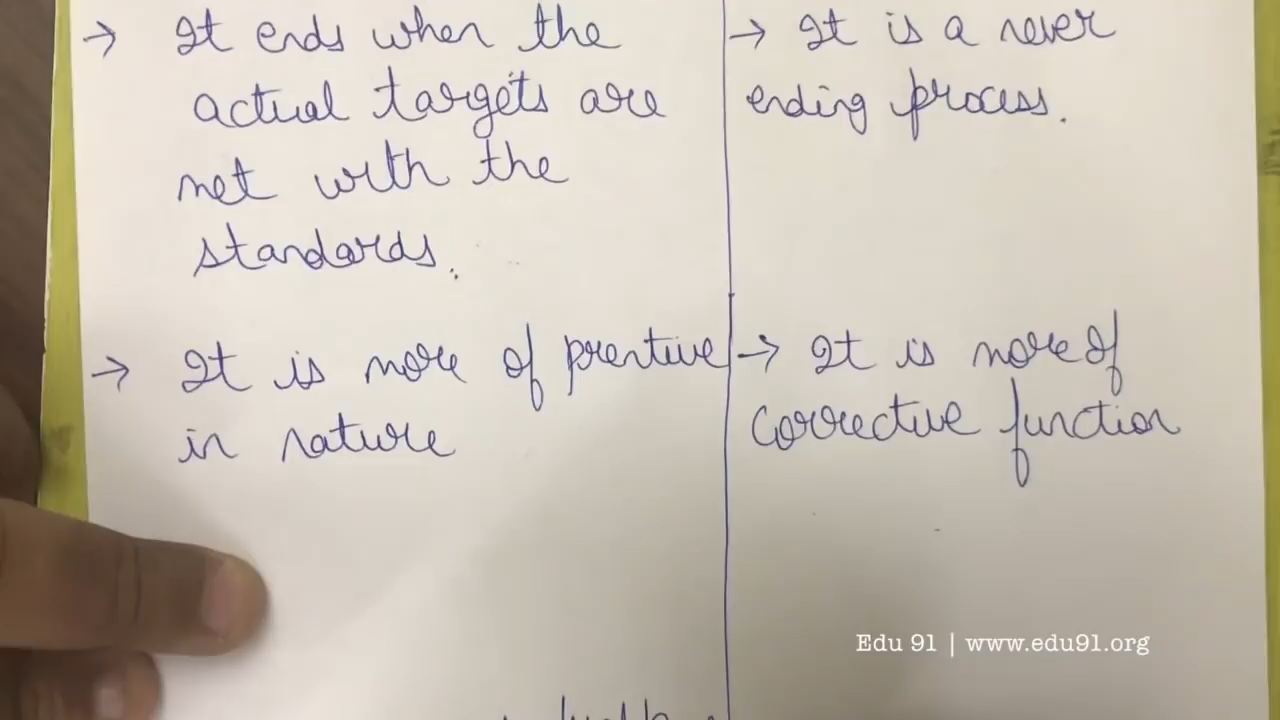 → It ends when the
actual targets are
met with the
standards.
→ It is more of prentive
in nature
→ It is a never
ending process.
→ It is more of
corrective function
Edu 91 | www.edu91.org